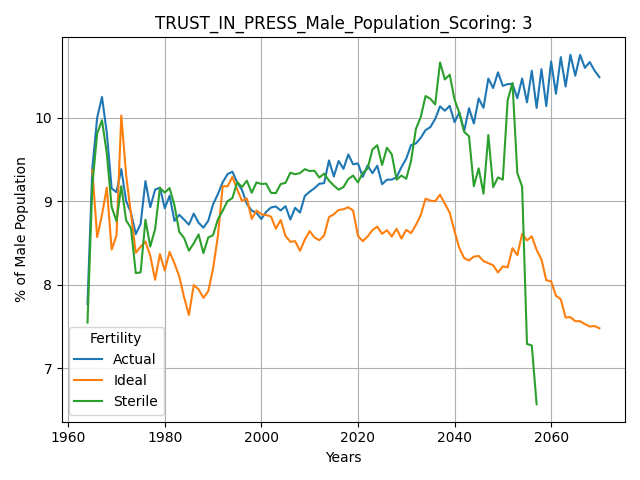 TRUST_IN_PRESS_Male_Population_Scoring: 3
% of Male Population
10
9
8
7
Fertility
Actual
Ideal
Sterile
1960 1980 2000 2020 2040 2060
Years